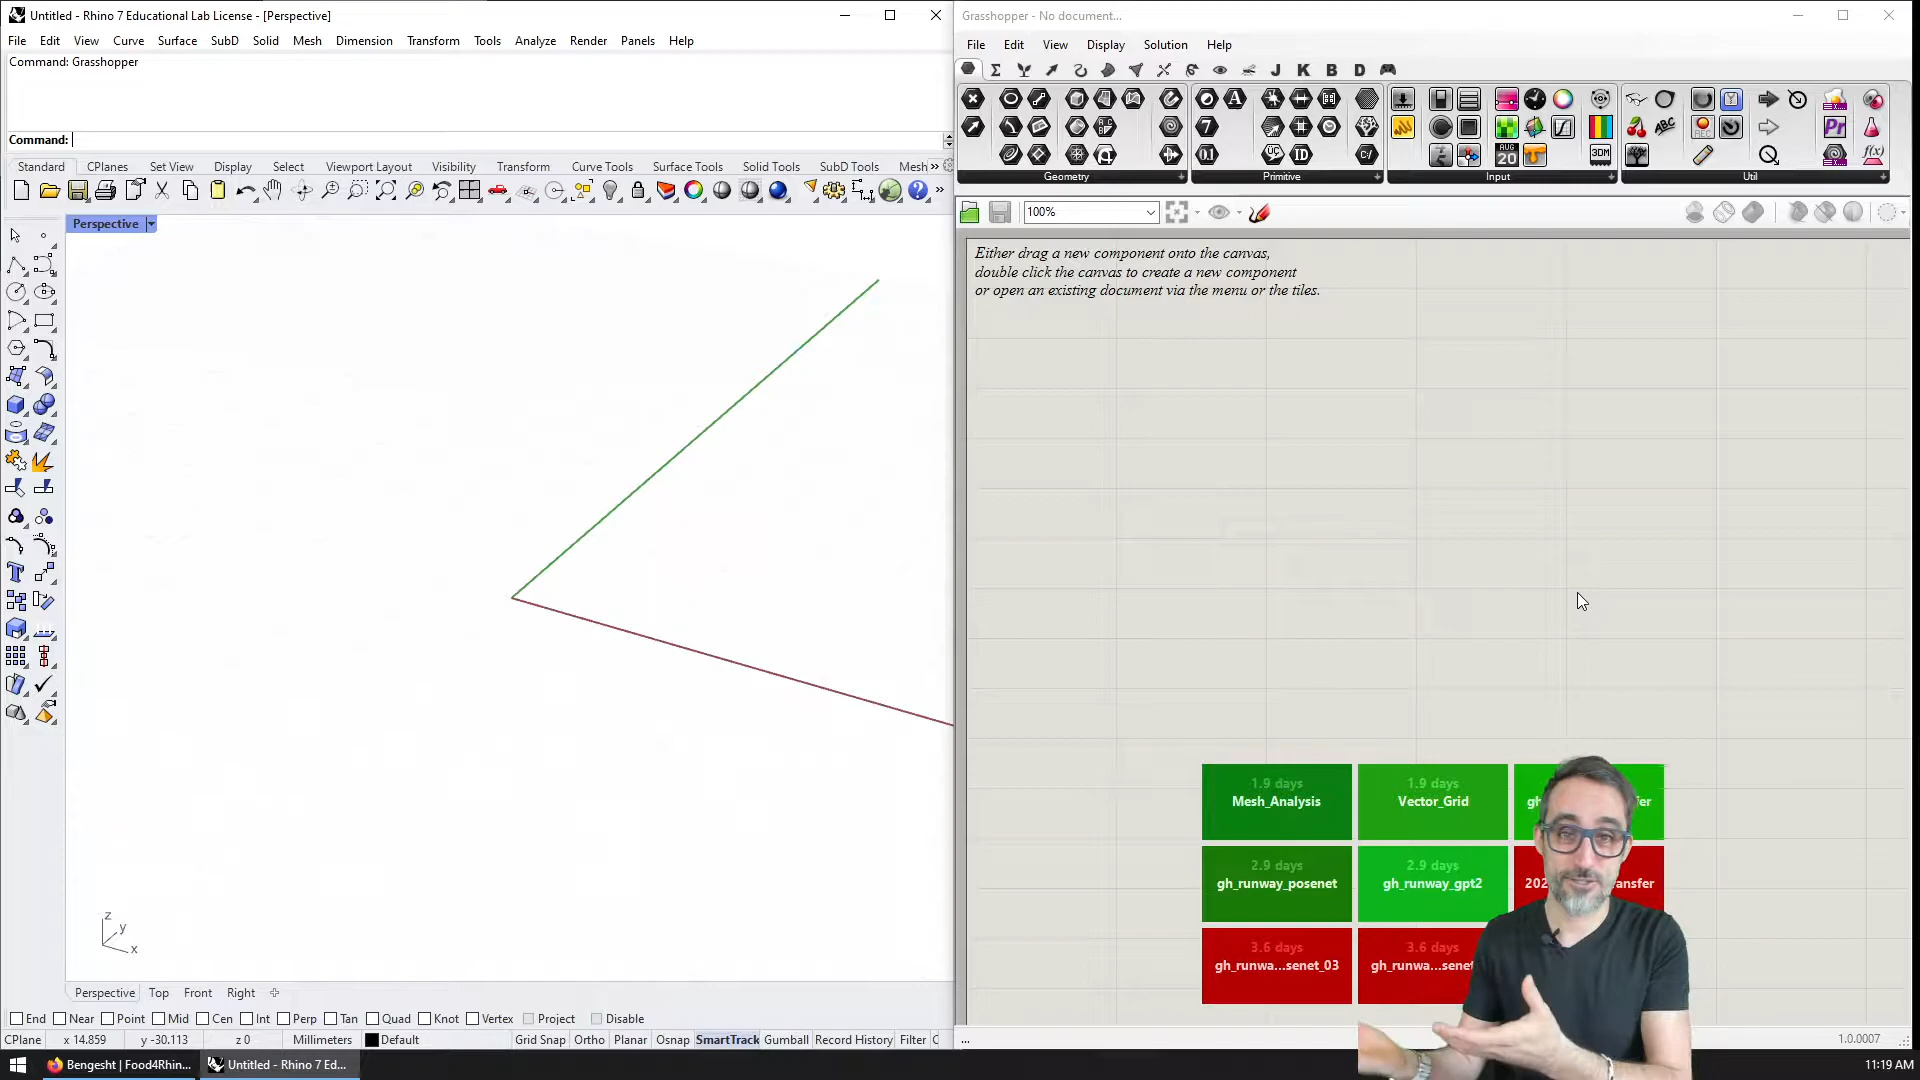 Untitled - Rhino 7 Educational Lab License - [Perspective]
File Edit View Curve Surface SubD Solid Mesh Dimension Transform Tools Analyze Render Panels Help
Command: Grasshopper
Command:
Standard CPlanes Set View Display Select Viewport Layout Visibility Transform Curve Tools Surface Tools Solid Tools SubD Tools Mesh »
Perspective
z
y
x
Perspective Top Front Right
End Near Point Mid Cen Int Perp Tan Quad Knot Vertex Project Disable
CPlane x 14.859 y -30.113 z 0 Millimeters Default Grid Snap Ortho Planar Osnap SmartTrack Gumball Record History Filter C
Grasshopper - No document...
File Edit View Display Solution Help
J K B D
Geometry Primitive Input Util
100%
Either drag a new component onto the canvas,
double click the canvas to create a new component
or open an existing document via the menu or the tiles.
1.9 days
Mesh_Analysis
1.9 days
Vector_Grid
gh
er
2.9 days
gh_runway_posenet
2.9 days
gh_runway_gpt2
202
ansfer
3.6 days
gh_runwa...senet_03
3.6 days
gh_runwa...senet
...
1.0.0007
Bengesht | Food4Rhin...
Untitled - Rhino 7 Ed...
11:19 AM